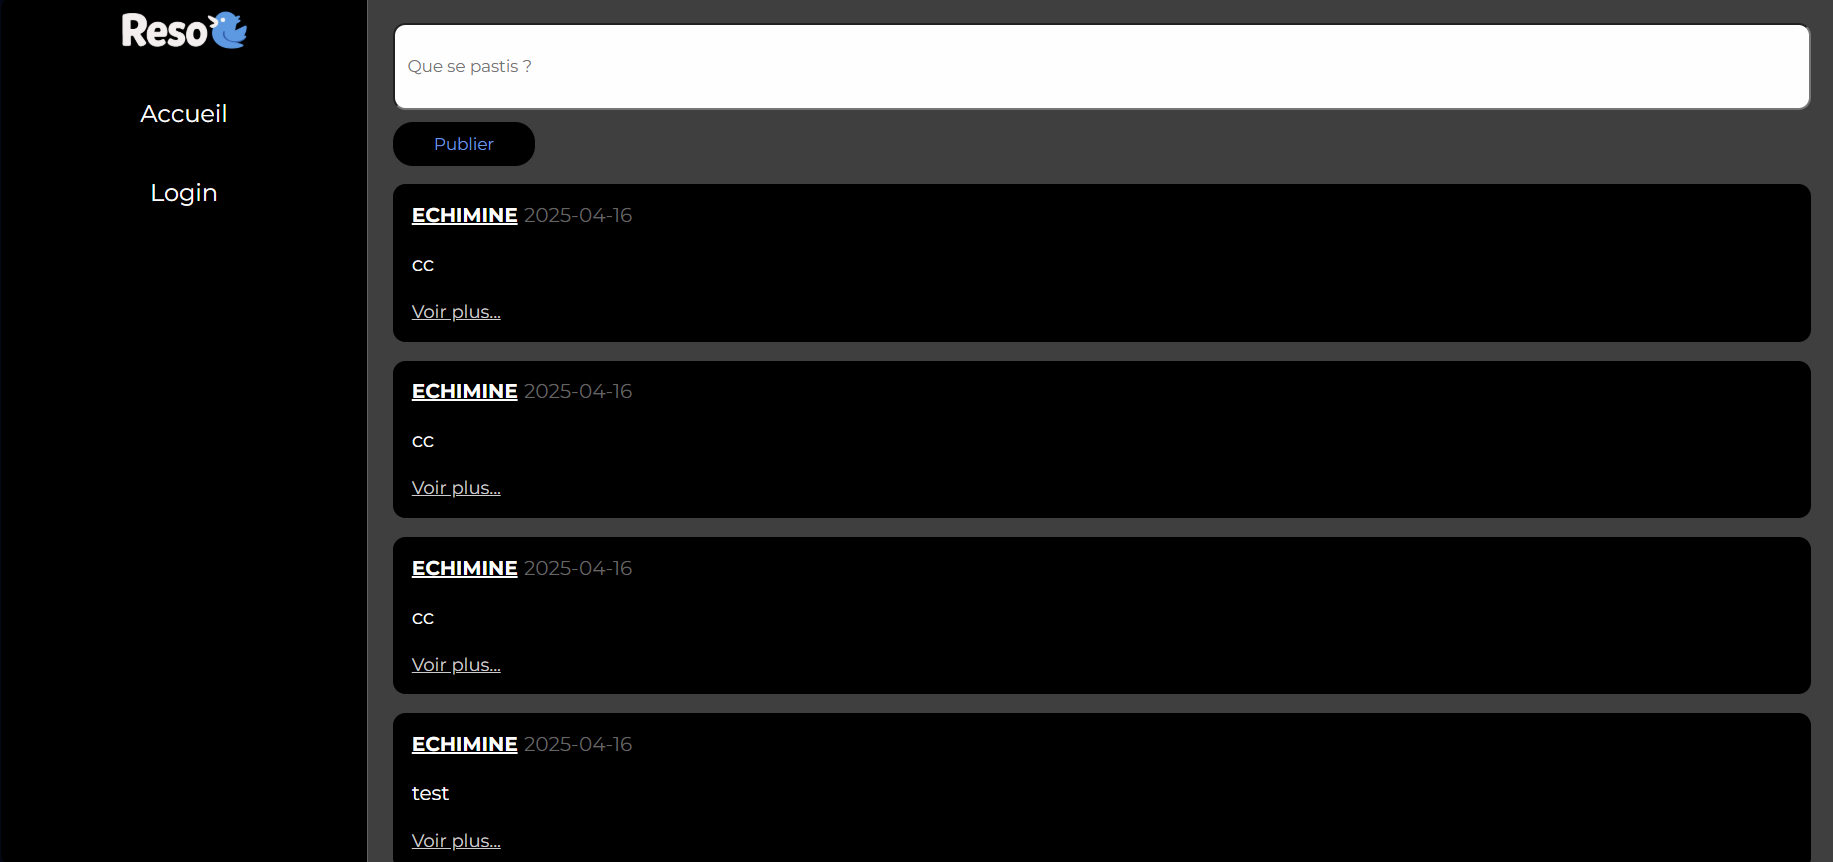 Reso
Accueil
Login
Que se pastis ?
Publier
ECHIMINE 2025-04-16
cc
Voir plus...
ECHIMINE 2025-04-16
cc
Voir plus...
ECHIMINE 2025-04-16
cc
Voir plus...
ECHIMINE 2025-04-16
test
Voir plus...